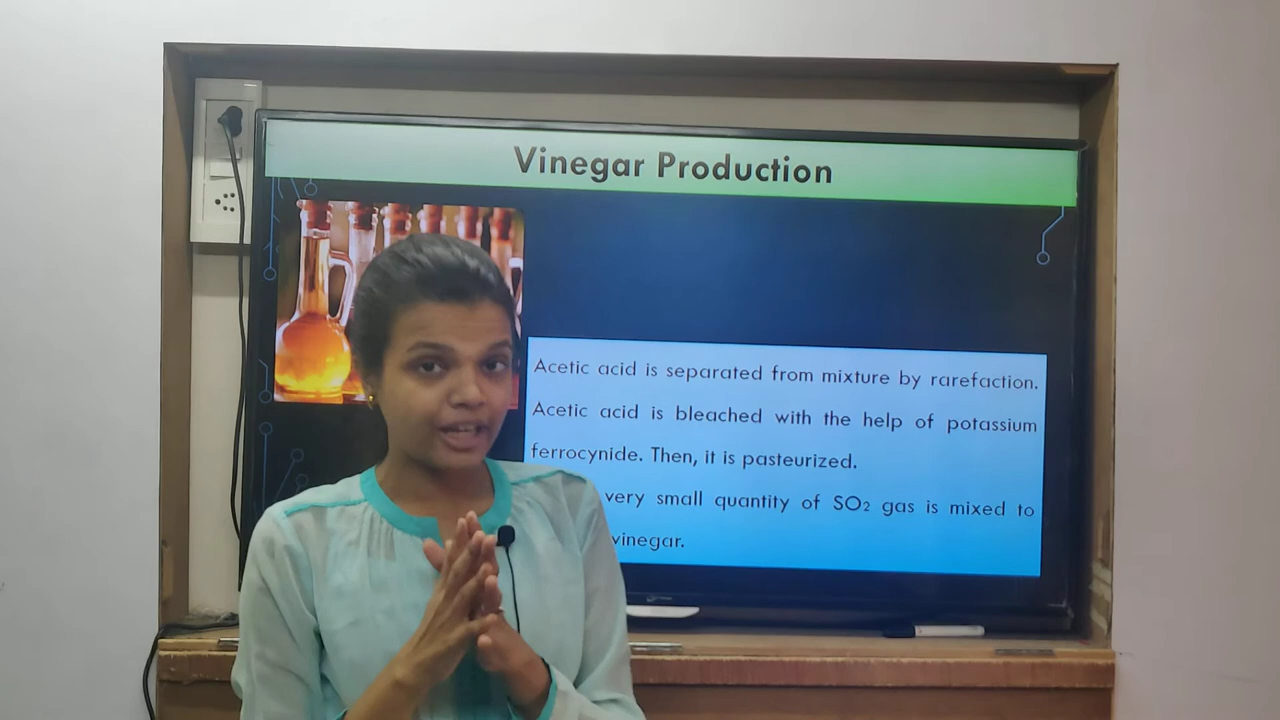 Vinegar Production
Acetic acid is separated from mixture by rarefaction.
Acetic acid is bleached with the help of potassium
ferrocynide. Then, it is pasteurized.
very small quantity of SO₂ gas is mixed to
vinegar.